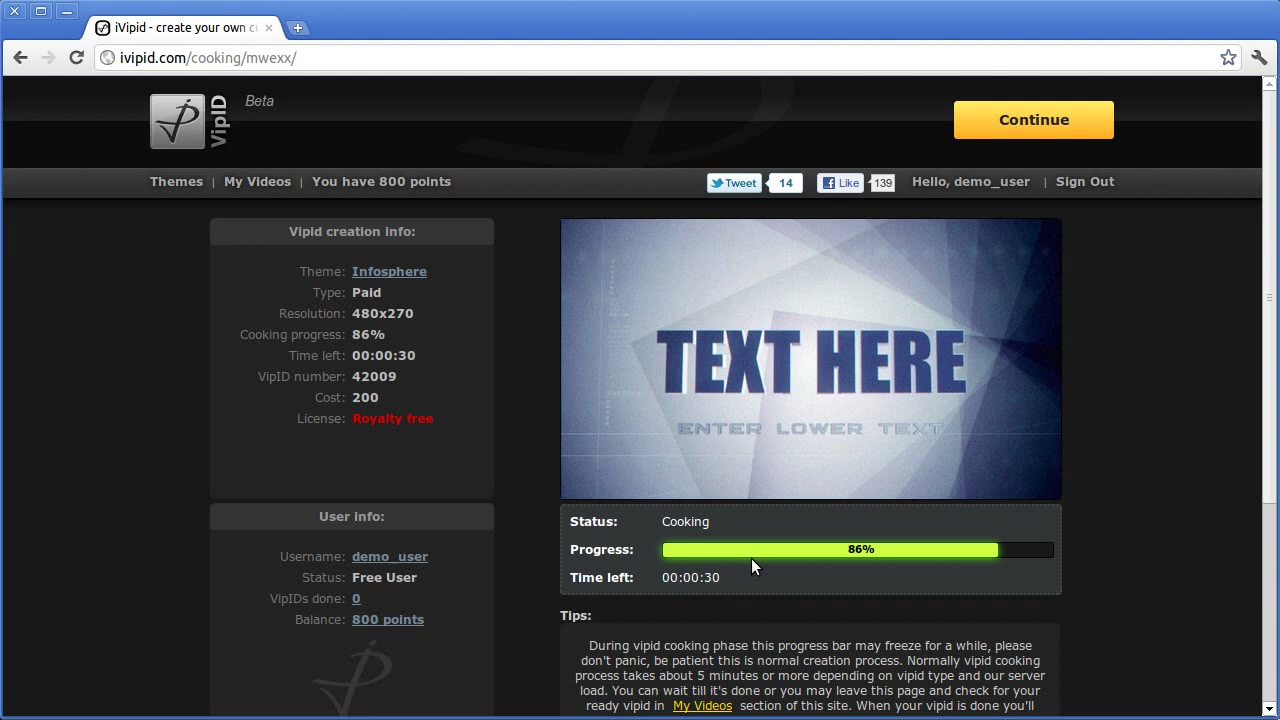 iVipid - create your own c
ivipid.com/cooking/mwexx/
VipID
Beta
Continue
Themes | My Videos | You have 800 points
Tweet 14 Like 139 Hello, demo_user | Sign Out
Vipid creation info:
Theme: Infosphere
Type: Paid
Resolution: 480x270
Cooking progress: 86%
Time left: 00:00:30
VipID number: 42009
Cost: 200
License: Royalty free
User info:
Username: demo_user
Status: Free User
VipIDs done: 0
Balance: 800 points
TEXT HERE
ENTER LOWER TEXT
Status: Cooking
Progress: 86%
Time left: 00:00:30
Tips:
During vipid cooking phase this progress bar may freeze for a while, please
don't panic, be patient this is normal creation process. Normally vipid cooking
process takes about 5 minutes or more depending on vipid type and our server
load. You can wait till it's done or you may leave this page and check for your
ready vipid in My Videos section of this site. When your vipid is done you'll